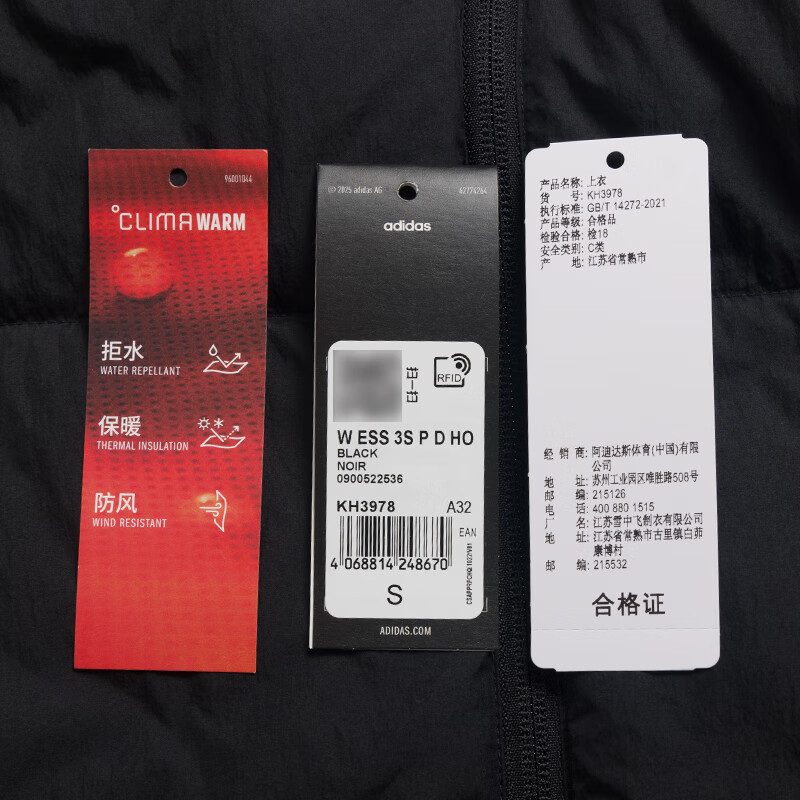 96001044
°CLIMAWARM
拒水
WATER REPELLANT
保暖
THERMAL INSULATION
防风
WIND RESISTANT
© 2025 adidas AG
62774764
adidas
RFID
W ESS 3S P D HO
BLACK
NOIR
0900522536
KH3978 A32
EAN
4 068814 248670
S
ADIDAS.COM
产品名称: 上衣
货 号: KH3978
执行标准: GB/T 14272-2021
产品等级: 合格品
检验合格: 检18
安全类别: C类
产 地: 江苏省常熟市
经 销 商: 阿迪达斯体育(中国)有限
公司
地 址: 苏州工业园区唯胜路508号
邮 编: 215126
电 话: 400 880 1515
厂 名: 江苏雪中飞制衣有限公司
地 址: 江苏省常熟市古里镇白茆
康博村
邮 编: 215532
合格证